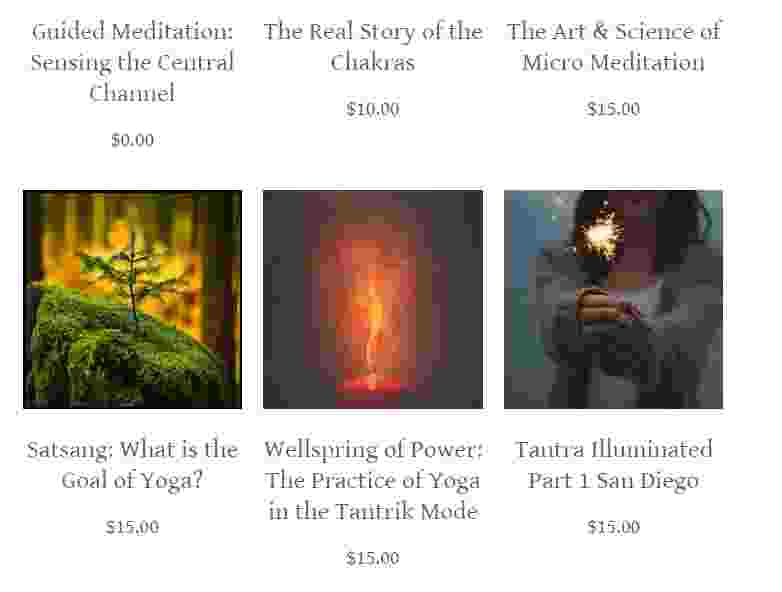 Guided Meditation:
Sensing the Central
Channel
$0.00
The Real Story of the
Chakras
$10.00
The Art & Science of
Micro Meditation
$15.00
Satsang: What is the
Goal of Yoga?
$15.00
Wellspring of Power:
The Practice of Yoga
in the Tantrik Mode
$15.00
Tantra Illuminated
Part 1 San Diego
$15.00